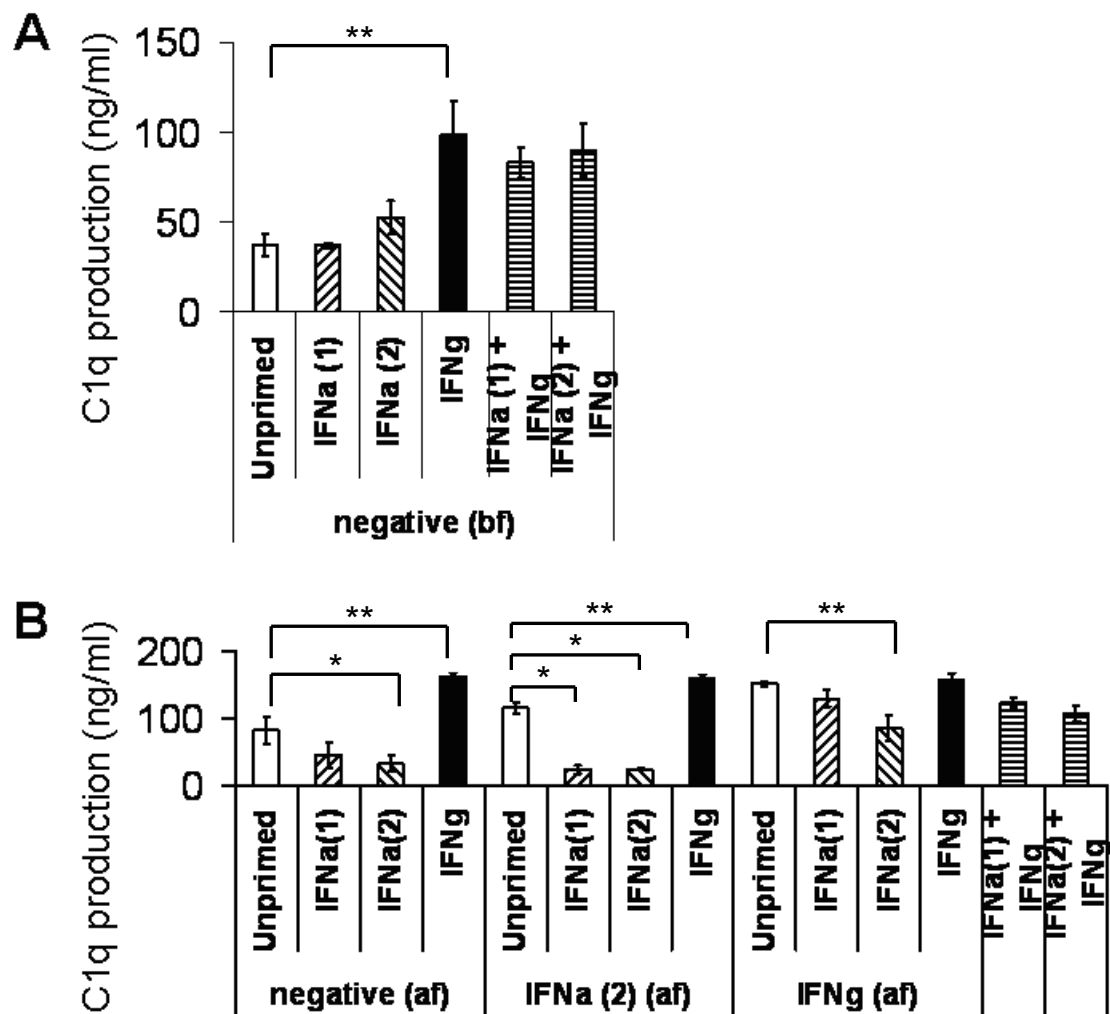 A
C1q production (ng/ml)
150
100
50
0
**
Unprimed
IFNa (1)
IFNa (2)
IFNg
IFNa (1) +
IFNg
IFNa (2) +
IFNg
negative (bf)
B
C1q production (ng/ml)
200
100
0
**
*
**
*
*
**
Unprimed
IFNa(1)
IFNa(2)
IFNg
Unprimed
IFNa(1)
IFNa(2)
IFNg
Unprimed
IFNa(1)
IFNa(2)
IFNg
IFNa(1) +
IFNg
IFNa(2) +
IFNg
negative (af)
IFNa (2) (af)
IFNg (af)